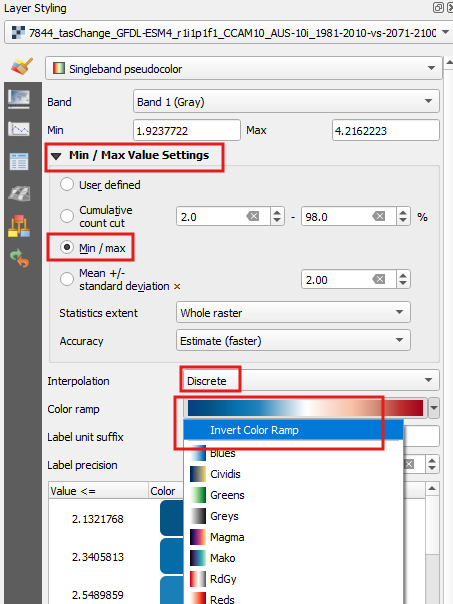 Layer Styling
7844_tasChange_GFDL-ESM4_r1i1p1f1_CCAM10_AUS-10i_1981-2010-vs-2071-2100
Singleband pseudocolor
Band Band 1 (Gray)
Min 1.9237722 Max 4.2162223
Min / Max Value Settings
User defined
Cumulative
count cut 2.0 - 98.0 %
Min / max
Mean +/-
standard deviation × 2.00
Statistics extent Whole raster
Accuracy Estimate (faster)
Interpolation Discrete
Color ramp
Invert Color Ramp
Label unit suffix
Blues
Label precision Cividis
Value <= Color Greens
Greys
2.1321768 Magma
2.3405813 Mako
RdGy
2.5489859 Reds